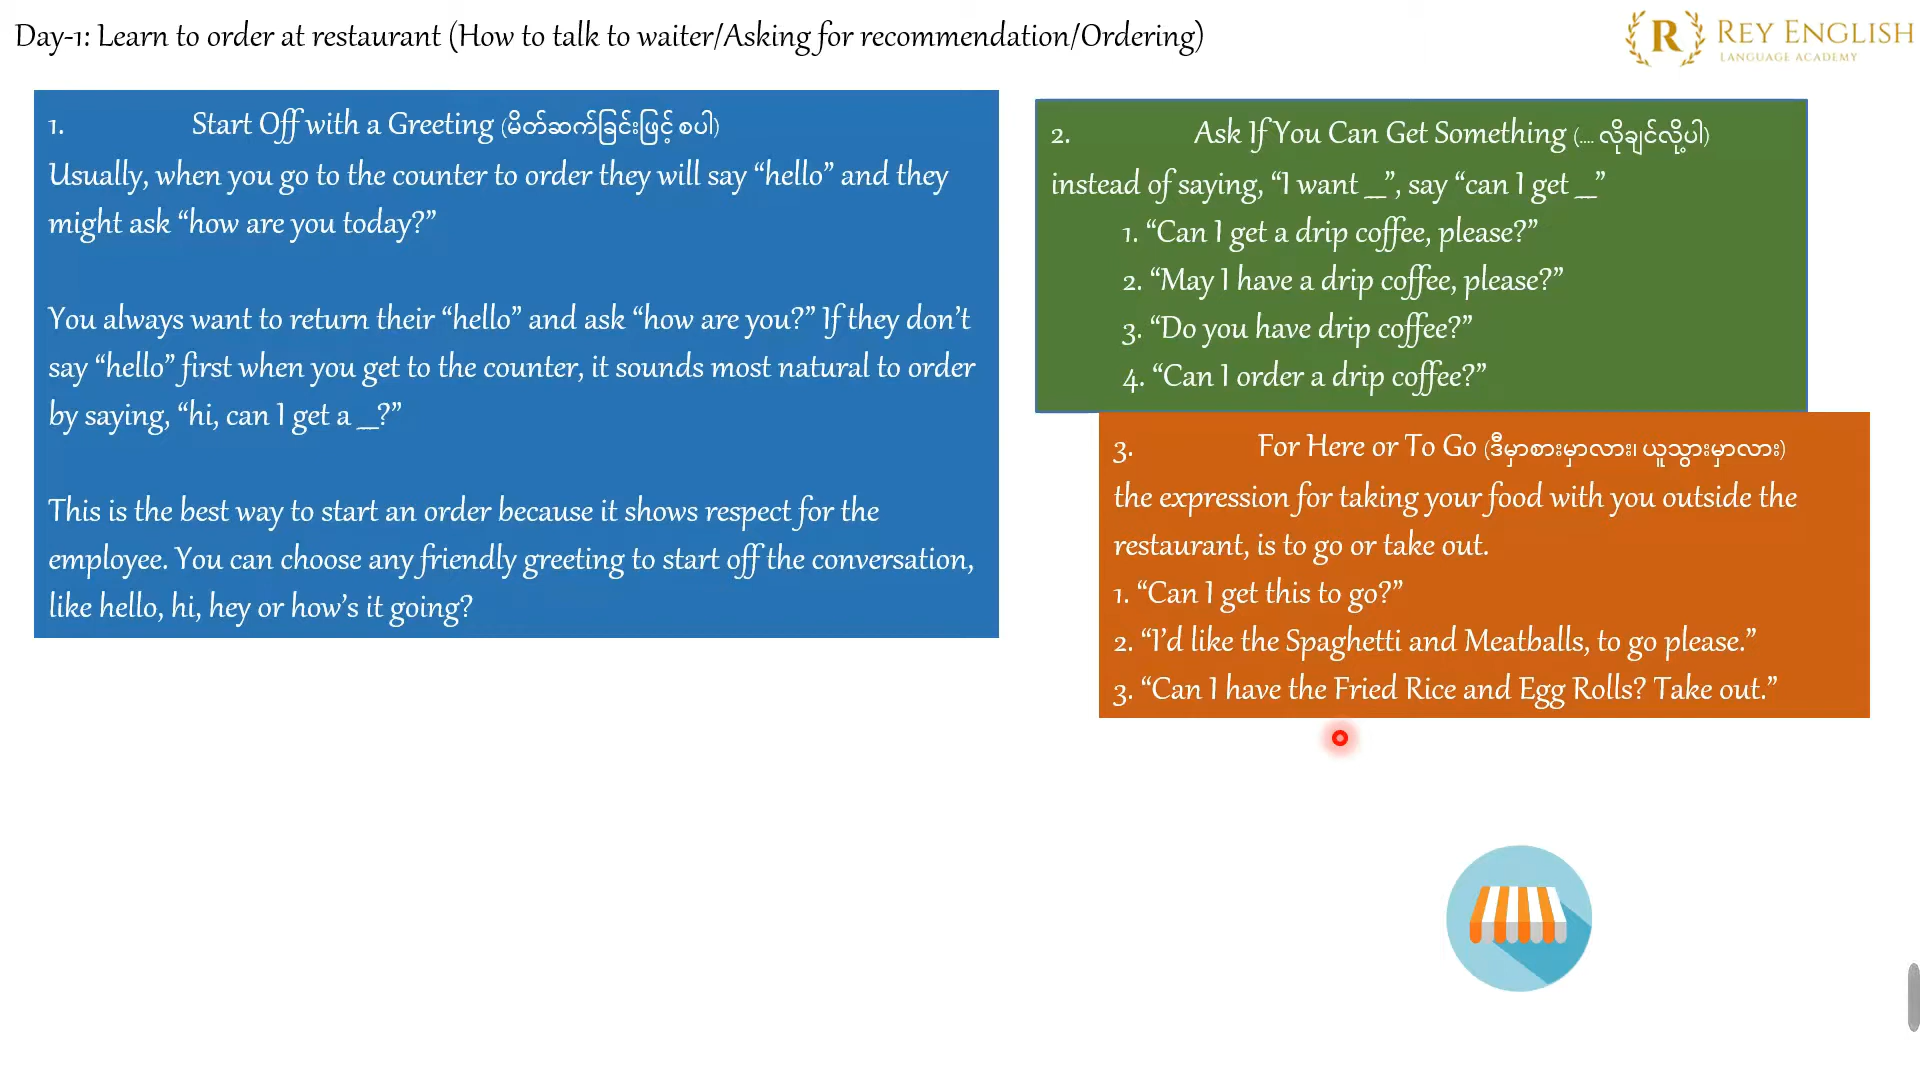 Day-1: Learn to order at restaurant (How to talk to waiter/Asking for recommendation/Ordering)
R REY ENGLISH
LANGUAGE ACADEMY
1. Start Off with a Greeting (မိတ်ဆက်ခြင်းဖြင့် စပါ)
Usually, when you go to the counter to order they will say “hello” and they
might ask “how are you today?”
You always want to return their “hello” and ask “how are you?” If they don’t
say “hello” first when you get to the counter, it sounds most natural to order
by saying, “hi, can I get a __?”
This is the best way to start an order because it shows respect for the
employee. You can choose any friendly greeting to start off the conversation,
like hello, hi, hey or how’s it going?
2. Ask If You Can Get Something (.... လိုချင်လို့ပါ)
instead of saying, “I want __”, say “can I get __”
1. “Can I get a drip coffee, please?”
2. “May I have a drip coffee, please?”
3. “Do you have drip coffee?”
4. “Can I order a drip coffee?”
3. For Here or To Go (ဒီမှာစားမှာလား၊ ယူသွားမှာလား)
the expression for taking your food with you outside the
restaurant, is to go or take out.
1. “Can I get this to go?”
2. “I’d like the Spaghetti and Meatballs, to go please.”
3. “Can I have the Fried Rice and Egg Rolls? Take out.”